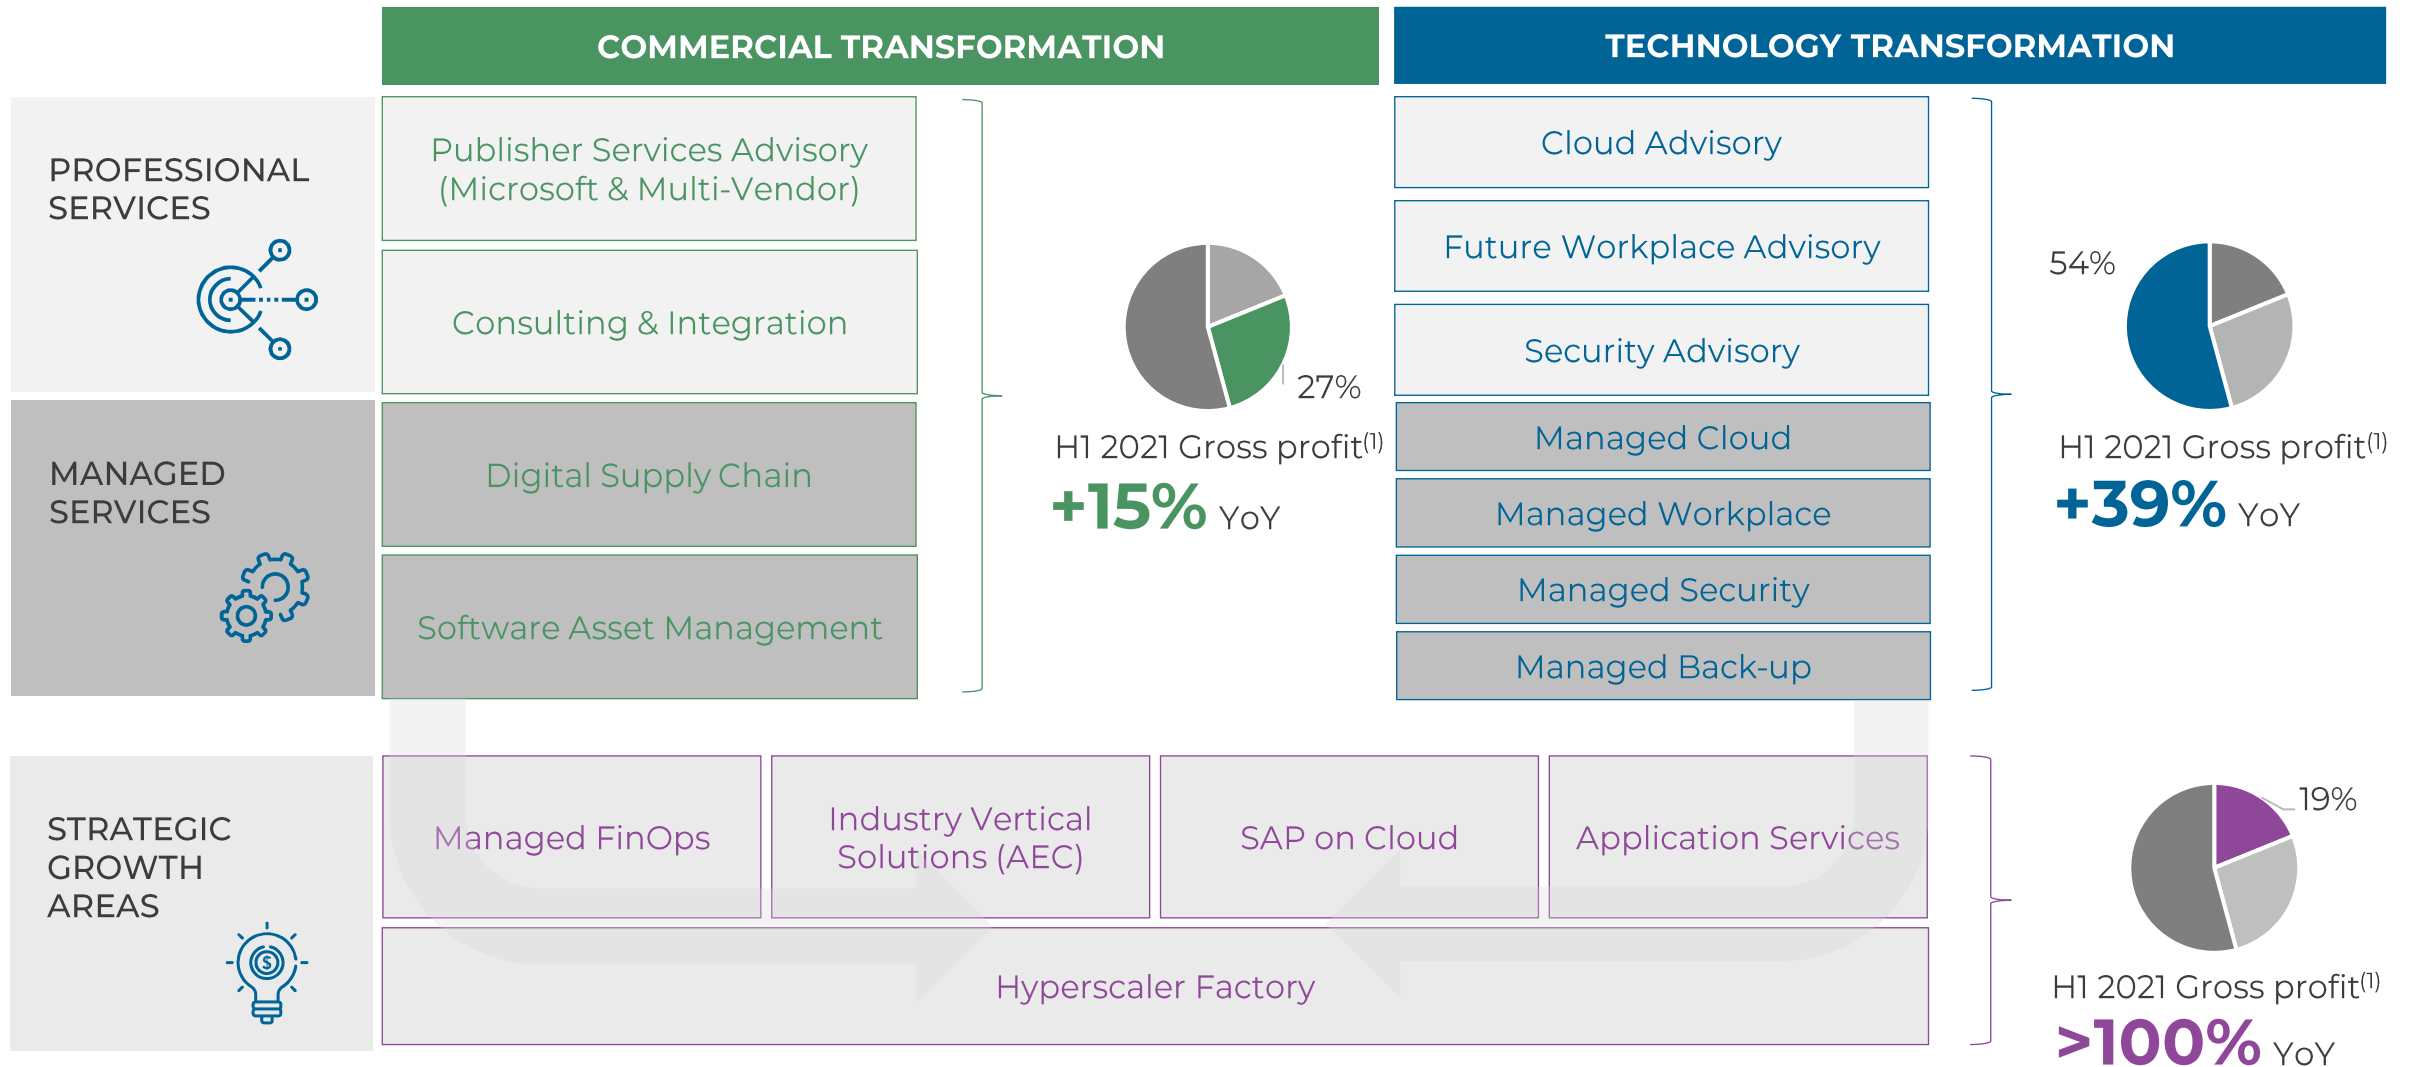 COMMERCIAL TRANSFORMATION
TECHNOLOGY TRANSFORMATION
PROFESSIONAL
SERVICES
Publisher Services Advisory
(Microsoft & Multi-Vendor)
Consulting & Integration
MANAGED
SERVICES
Digital Supply Chain
Software Asset Management
27%
H1 2021 Gross profit(1)
+15% YoY
Cloud Advisory
Future Workplace Advisory
Security Advisory
Managed Cloud
Managed Workplace
Managed Security
Managed Back-up
54%
H1 2021 Gross profit(1)
+39% YoY
STRATEGIC
GROWTH
AREAS
$
Managed FinOps
Industry Vertical
Solutions (AEC)
SAP on Cloud
Application Services
Hyperscaler Factory
19%
H1 2021 Gross profit(1)
>100% YoY